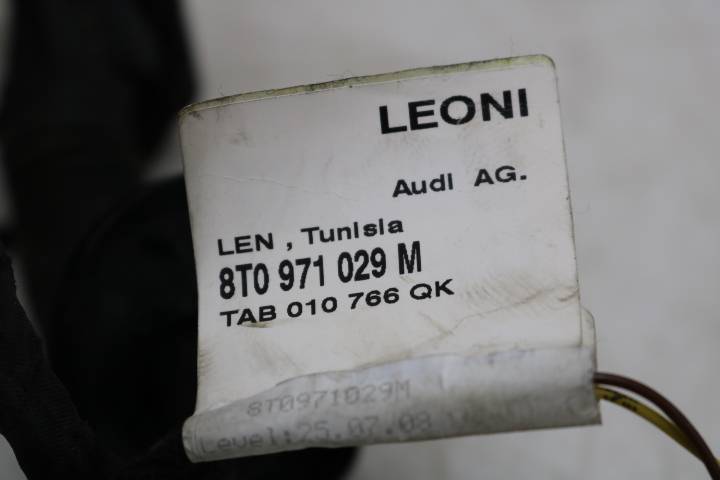 LEONI
Audi AG.
LEN , Tunisia
8T0 971 029 M
TAB 010 766 QK
8T0971029M
Level:25.07.08